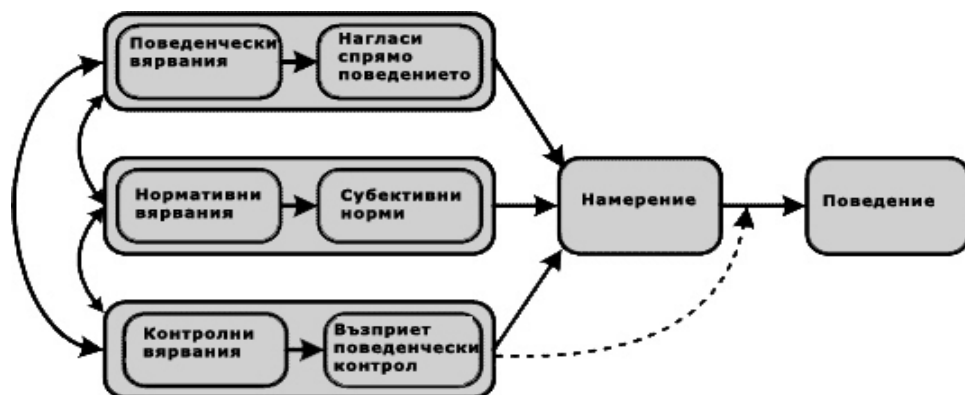 Поведенчески
вярвания
Нагласи
спрямо
поведението
Нормативни
вярвания
Субективни
норми
Намерение
Поведение
Контролни
вярвания
Възприет
поведенчески
контрол